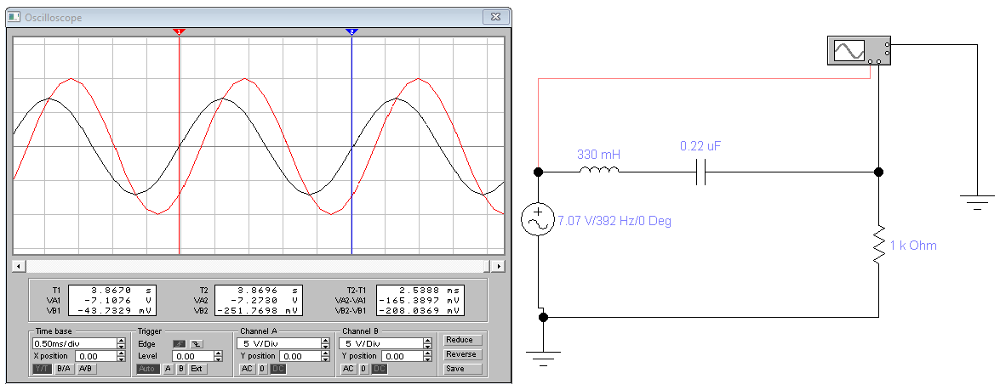 Oscilloscope
1 2
T1 3.8670 s
VA1 -7.1076 V
VB1 -43.7329 mV
T2 3.8696 s
VA2 -7.2730 V
VB2 -251.7698 mV
T2-T1 2.5388 ms
VA2-VA1 -165.3897 mV
VB2-VB1 -208.0369 mV
Time base
0.50ms/div
X position 0.00
Y/T B/A A/B
Trigger
Edge
Level 0.00
Auto A B Ext
Channel A
5 V/Div
Y position 0.00
AC 0 DC
Channel B
5 V/Div
Y position 0.00
AC 0 DC
Reduce
Reverse
Save
330 mH
0.22 uF
7.07 V/392 Hz/0 Deg
1 k Ohm